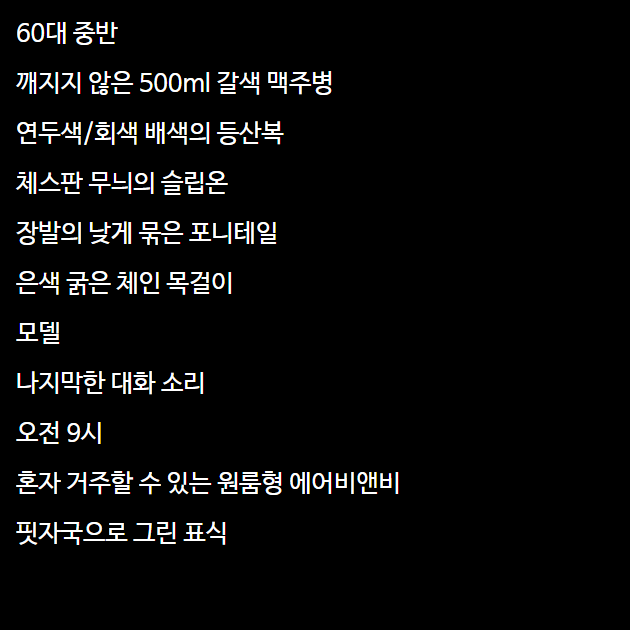 60대 중반
깨지지 않은 500ml 갈색 맥주병
연두색/회색 배색의 등산복
체스판 무늬의 슬립온
장발의 낮게 묶은 포니테일
은색 굵은 체인 목걸이
모델
나지막한 대화 소리
오전 9시
혼자 거주할 수 있는 원룸형 에어비앤비
핏자국으로 그린 표식